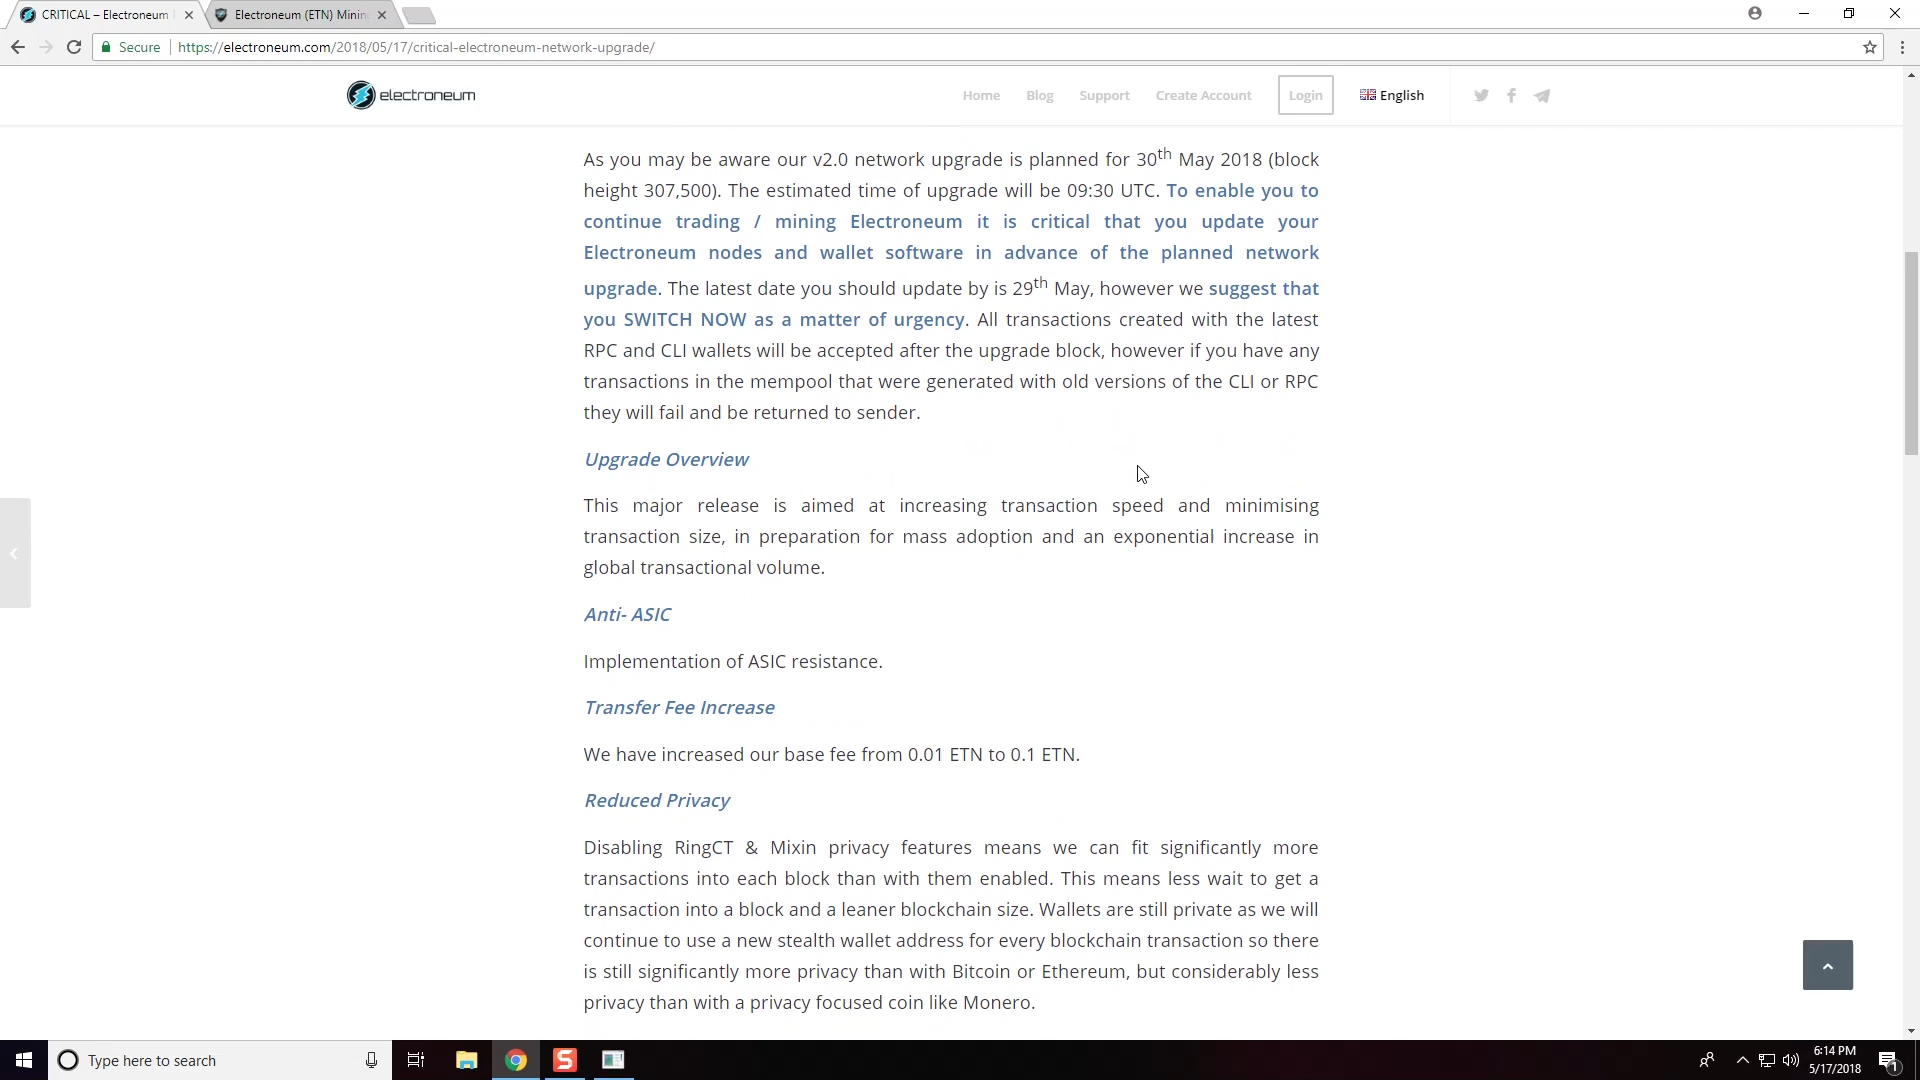 CRITICAL – Electroneum
Electroneum (ETN) Minin
Secure
https://electroneum.com/2018/05/17/critical-electroneum-network-upgrade/
electroneum
Home
Blog
Support
Create Account
Login
English
As you may be aware our v2.0 network upgrade is planned for 30th May 2018 (block
height 307,500). The estimated time of upgrade will be 09:30 UTC. To enable you to
continue trading / mining Electroneum it is critical that you update your
Electroneum nodes and wallet software in advance of the planned network
upgrade. The latest date you should update by is 29th May, however we suggest that
you SWITCH NOW as a matter of urgency. All transactions created with the latest
RPC and CLI wallets will be accepted after the upgrade block, however if you have any
transactions in the mempool that were generated with old versions of the CLI or RPC
they will fail and be returned to sender.
Upgrade Overview
This major release is aimed at increasing transaction speed and minimising
transaction size, in preparation for mass adoption and an exponential increase in
global transactional volume.
Anti- ASIC
Implementation of ASIC resistance.
Transfer Fee Increase
We have increased our base fee from 0.01 ETN to 0.1 ETN.
Reduced Privacy
Disabling RingCT & Mixin privacy features means we can fit significantly more
transactions into each block than with them enabled. This means less wait to get a
transaction into a block and a leaner blockchain size. Wallets are still private as we will
continue to use a new stealth wallet address for every blockchain transaction so there
is still significantly more privacy than with Bitcoin or Ethereum, but considerably less
privacy than with a privacy focused coin like Monero.
Type here to search
S
6:14 PM
5/17/2018
1